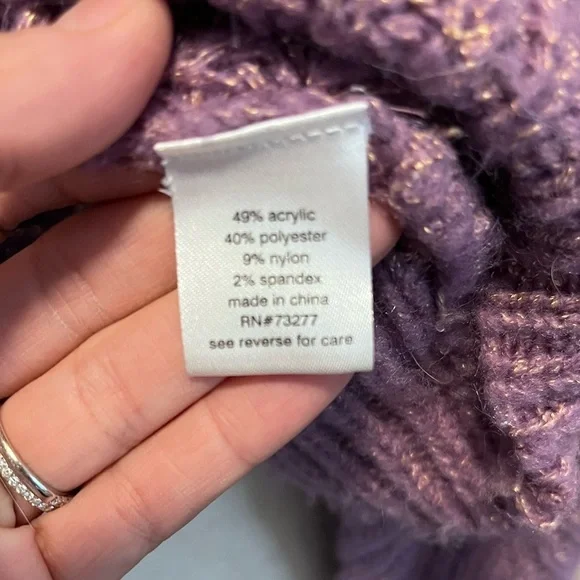 49% acrylic
40% polyester
9% nylon
2% spandex
made in china
RN#73277
see reverse for care